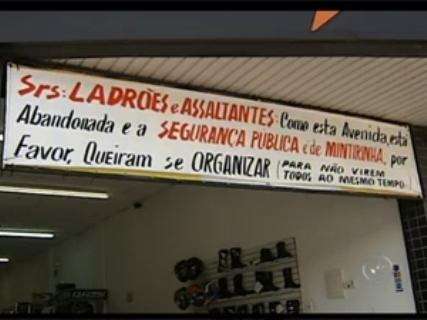 Srs: LADRÕES e ASSALTANTES: Como esta Avenida, está
Abandonada e a SEGURANÇA PUBLICA é de MINTIRINHA, por
Favor, Queiram se ORGANIZAR (PARA NÃO VIREM
TODOS AO MESMO TEMPO)